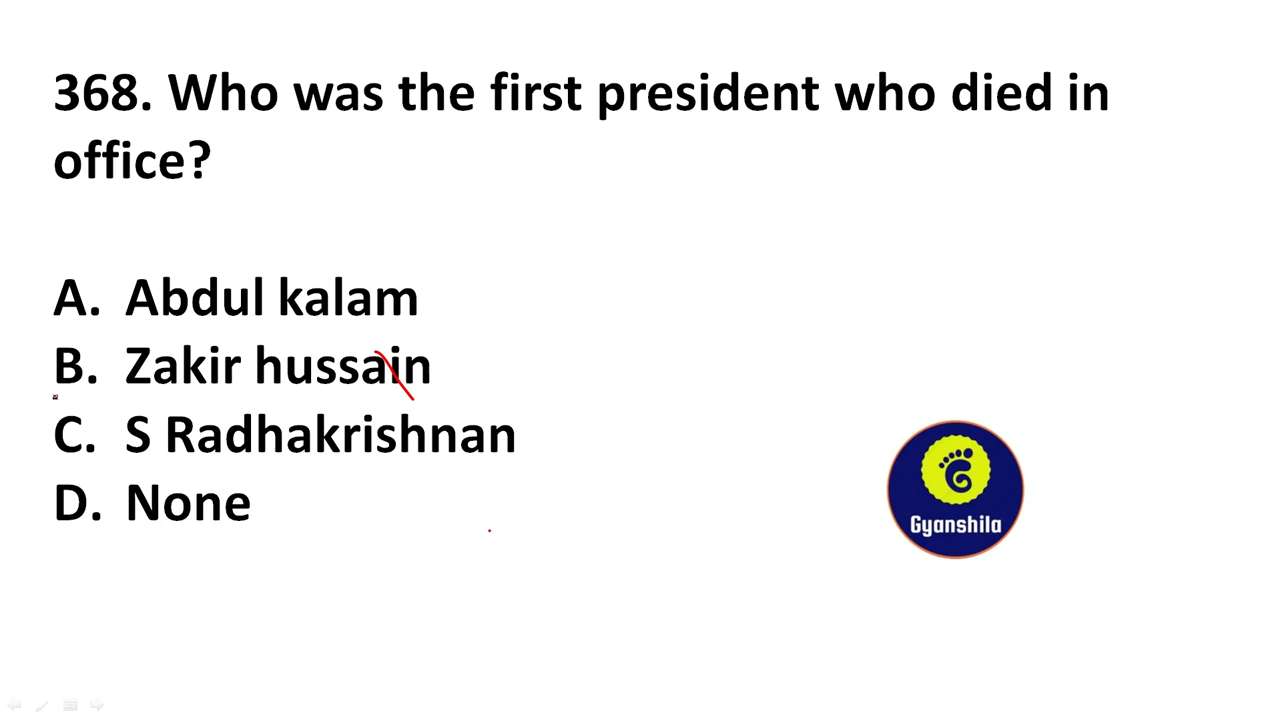 368. Who was the first president who died in
office?
A. Abdul kalam
B. Zakir hussain
C. S Radhakrishnan
D. None
Gyanshila